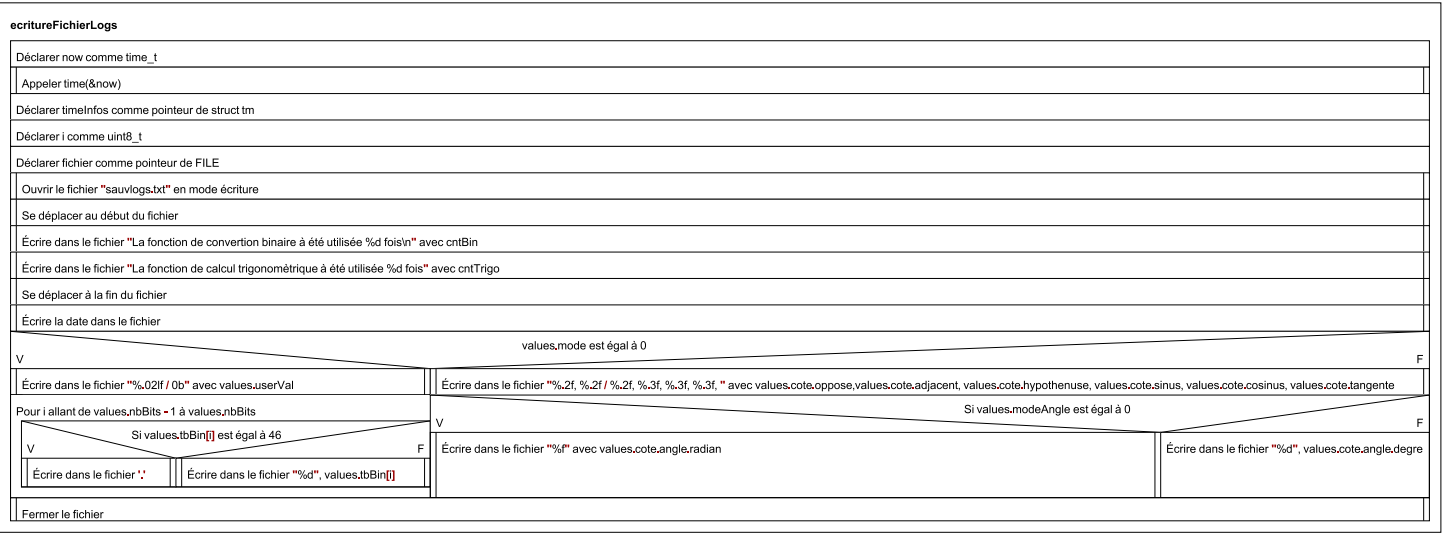 ecritureFichierLogs
Déclarer now comme time_t
Appeler time(&now)
Déclarer timeInfos comme pointeur de struct tm
Déclarer i comme uint8_t
Déclarer fichier comme pointeur de FILE
Ouvrir le fichier "sauvlogs.txt" en mode écriture
Se déplacer au début du fichier
Écrire dans le fichier "La fonction de convertion binaire à été utilisée %d fois\n" avec cntBin
Écrire dans le fichier "La fonction de calcul trigonomètrique à été utilisée %d fois" avec cntTrigo
Se déplacer à la fin du fichier
Écrire la date dans le fichier
values.mode est égal à 0
V
F
Écrire dans le fichier "%.02lf / 0b" avec values.userVal
Écrire dans le fichier "%.2f, %.2f / %.2f, %.3f, %.3f, %.3f, " avec values.cote.oppose,values.cote.adjacent, values.cote.hypothenuse, values.cote.sinus, values.cote.cosinus, values.cote.tangente
Pour i allant de values.nbBits - 1 à values.nbBits
Si values.modeAngle est égal à 0
V
F
Si values.tbBin[i] est égal à 46
V
F
Écrire dans le fichier "%f" avec values.cote.angle.radian
Écrire dans le fichier "%d", values.cote.angle.degre
Écrire dans le fichier '.'
Écrire dans le fichier "%d", values.tbBin[i]
Fermer le fichier